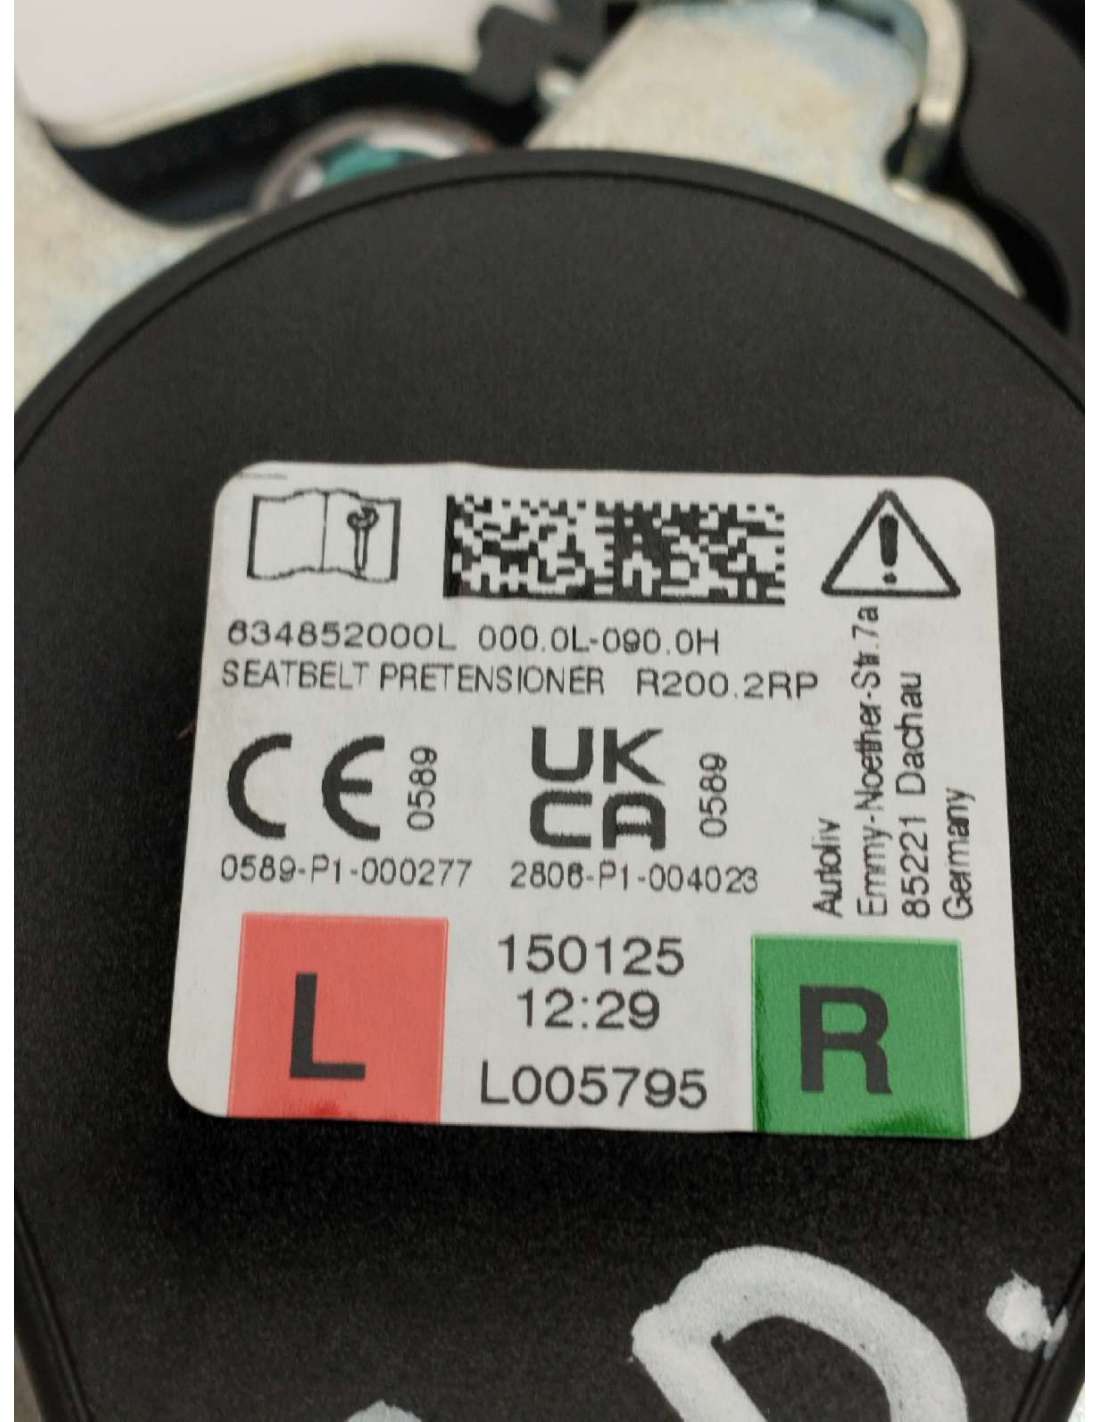 634852000L 000.0L-090.0H
SEATBELT PRETENSIONER R200.2RP
CE 0589
UK
CA 0589
0589-P1-000277 2806-P1-004023
Autoliv
Emmy-Noether-Str.7a
85221 Dachau
Germany
L
150125
12:29
L005795
R